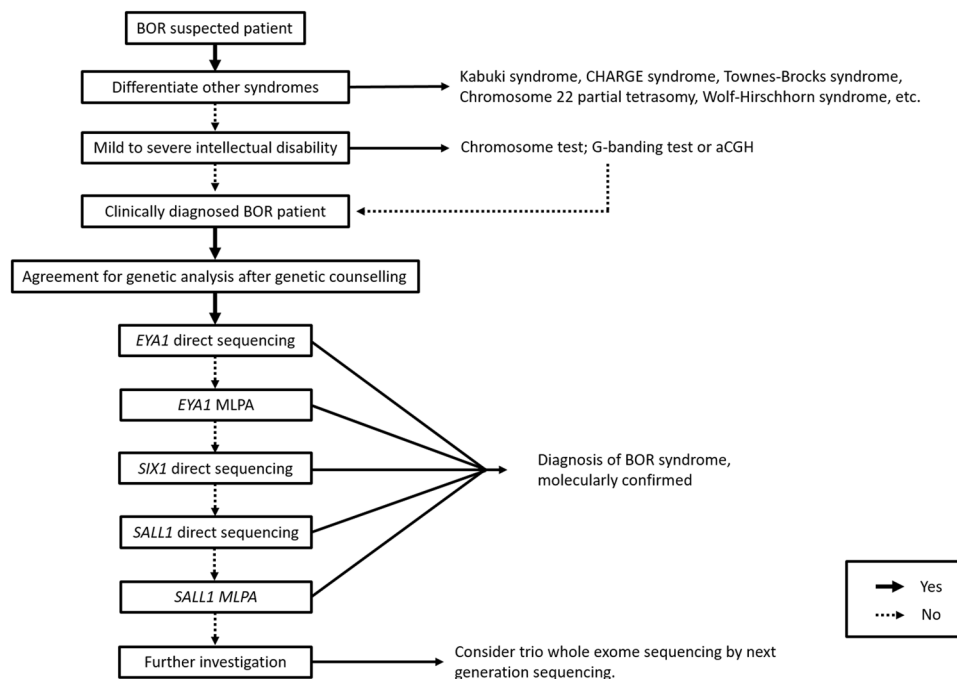 BOR suspected patient
Differentiate other syndromes
Kabuki syndrome, CHARGE syndrome, Townes-Brocks syndrome,
Chromosome 22 partial tetrasomy, Wolf-Hirschhorn syndrome, etc.
Mild to severe intellectual disability
Chromosome test; G-banding test or aCGH
Clinically diagnosed BOR patient
Agreement for genetic analysis after genetic counselling
EYA1 direct sequencing
EYA1 MLPA
SIX1 direct sequencing
Diagnosis of BOR syndrome,
molecularly confirmed
SALL1 direct sequencing
SALL1 MLPA
Further investigation
Consider trio whole exome sequencing by next
generation sequencing.
Yes
No